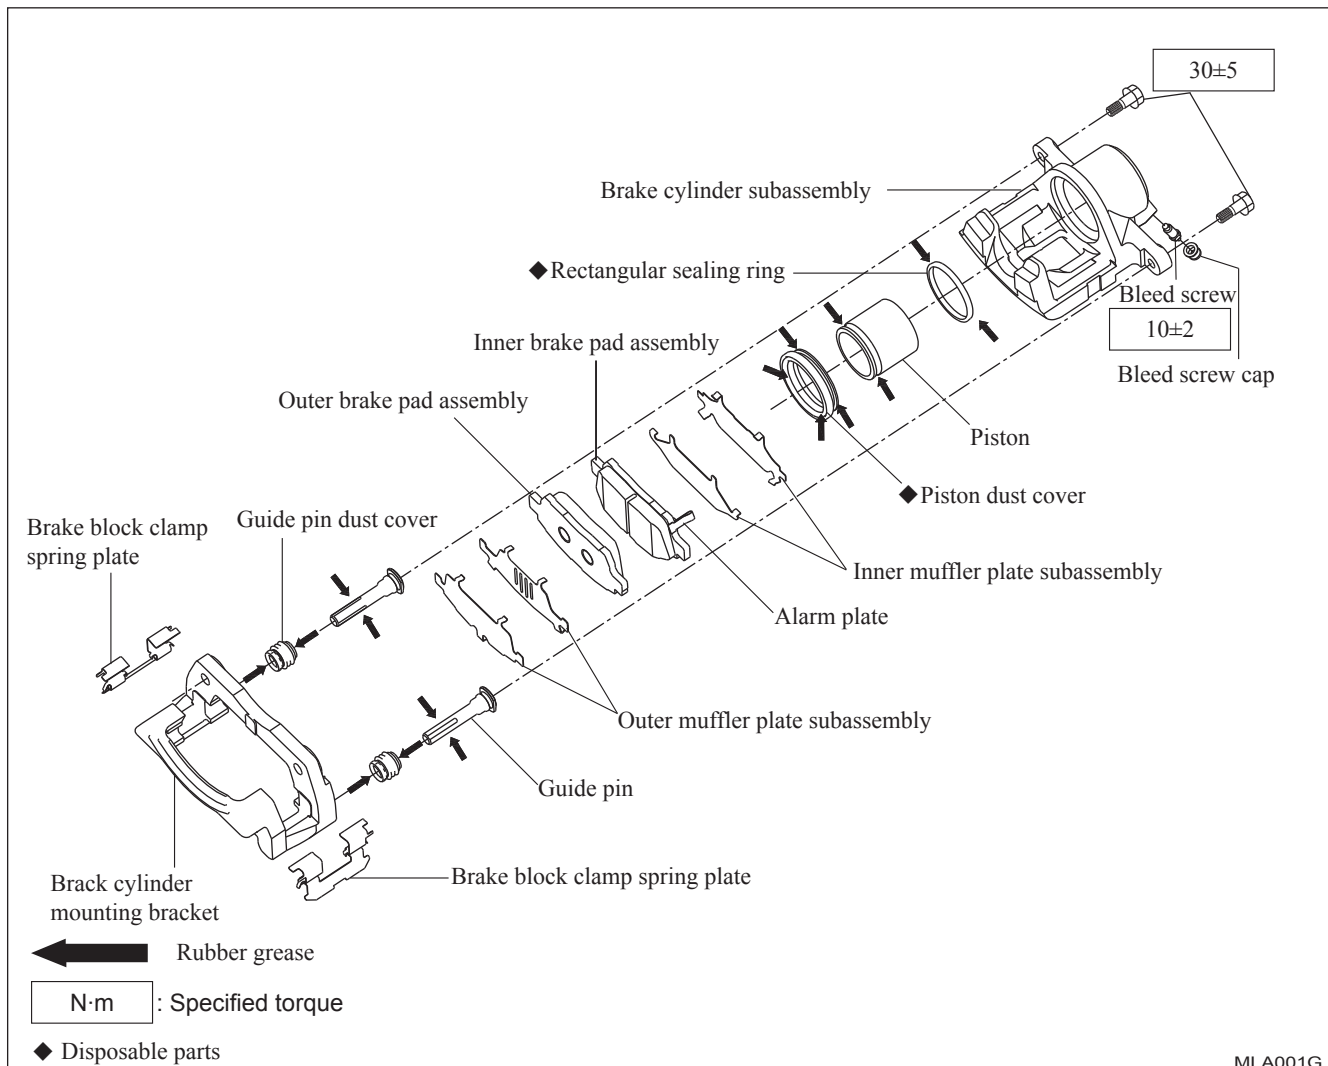 30±5
Brake cylinder subassembly
◆Rectangular sealing ring
Bleed screw
10±2
Inner brake pad assembly
Bleed screw cap
Outer brake pad assembly
Piston
◆Piston dust cover
Brake block clamp
spring plate
Guide pin dust cover
Inner muffler plate subassembly
Alarm plate
Outer muffler plate subassembly
Guide pin
Brake block clamp spring plate
Brack cylinder
mounting bracket
Rubber grease
N·m : Specified torque
◆ Disposable parts
MLA001G